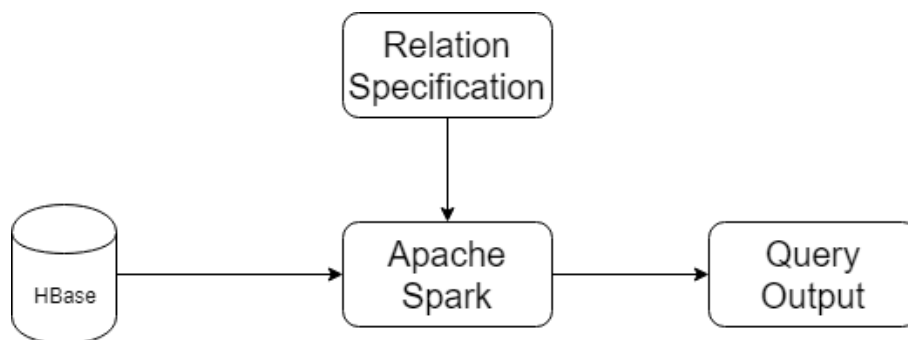 Relation
Specification
HBase
Apache
Spark
Query
Output